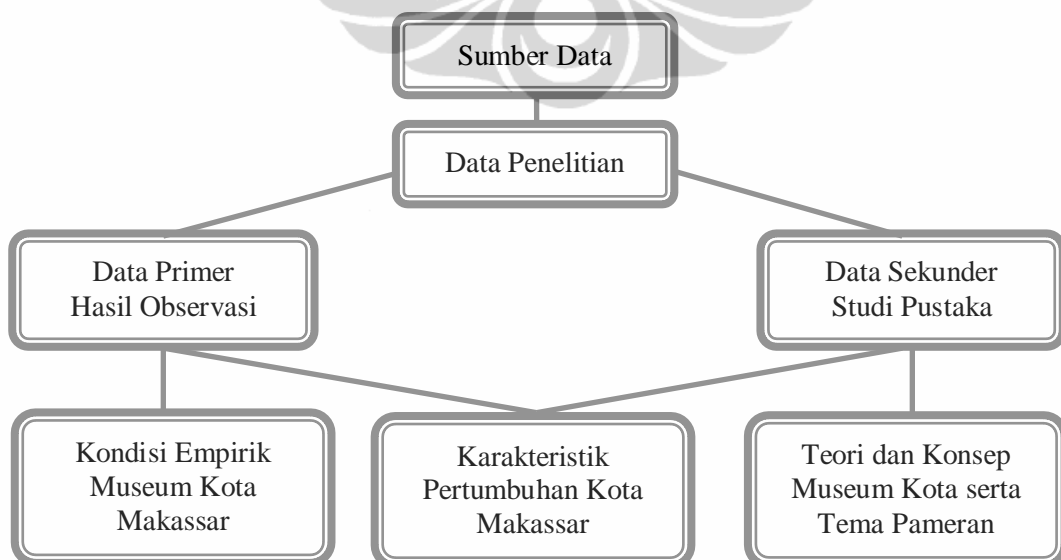 Sumber Data
Data Penelitian
Data Primer
Hasil Observasi
Data Sekunder
Studi Pustaka
Kondisi Empirik
Museum Kota
Makassar
Karakteristik
Pertumbuhan Kota
Makassar
Teori dan Konsep
Museum Kota serta
Tema Pameran